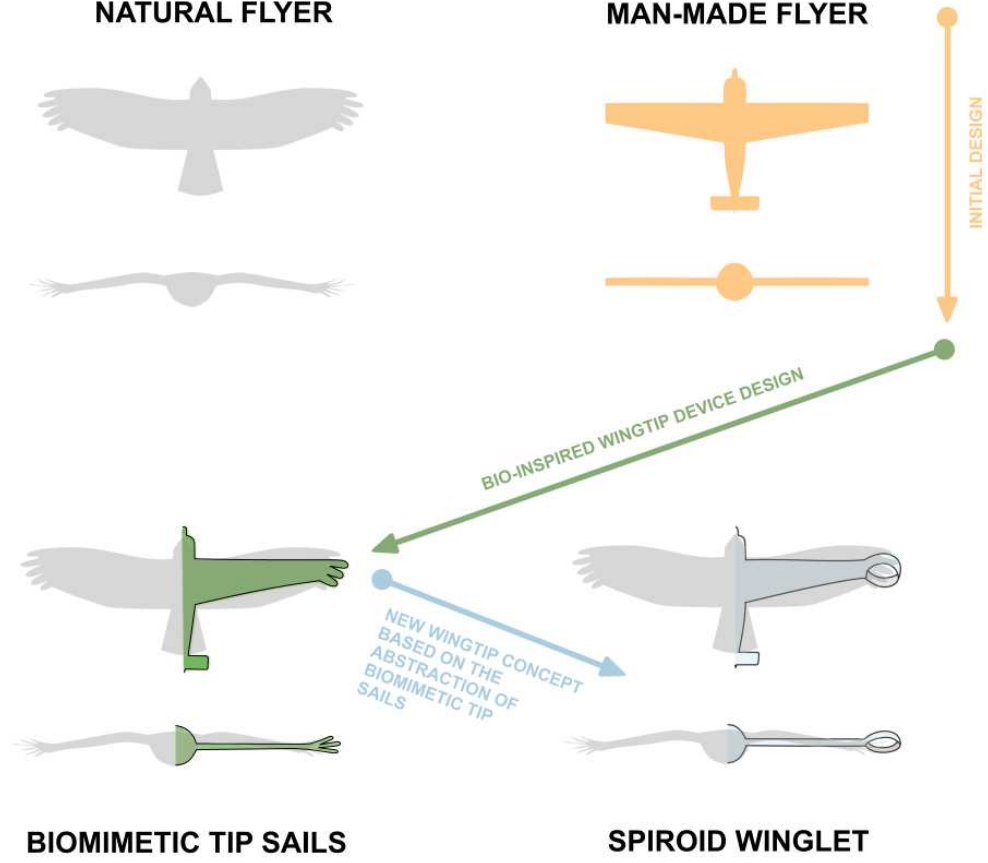 NATURAL FLYER
MAN-MADE FLYER
INITIAL DESIGN
BIO-INSPIRED WINGTIP DEVICE DESIGN
NEW WINGTIP CONCEPT
BASED ON THE
ABSTRACTION OF
BIOMIMETIC TIP
SAILS
BIOMIMETIC TIP SAILS
SPIROID WINGLET